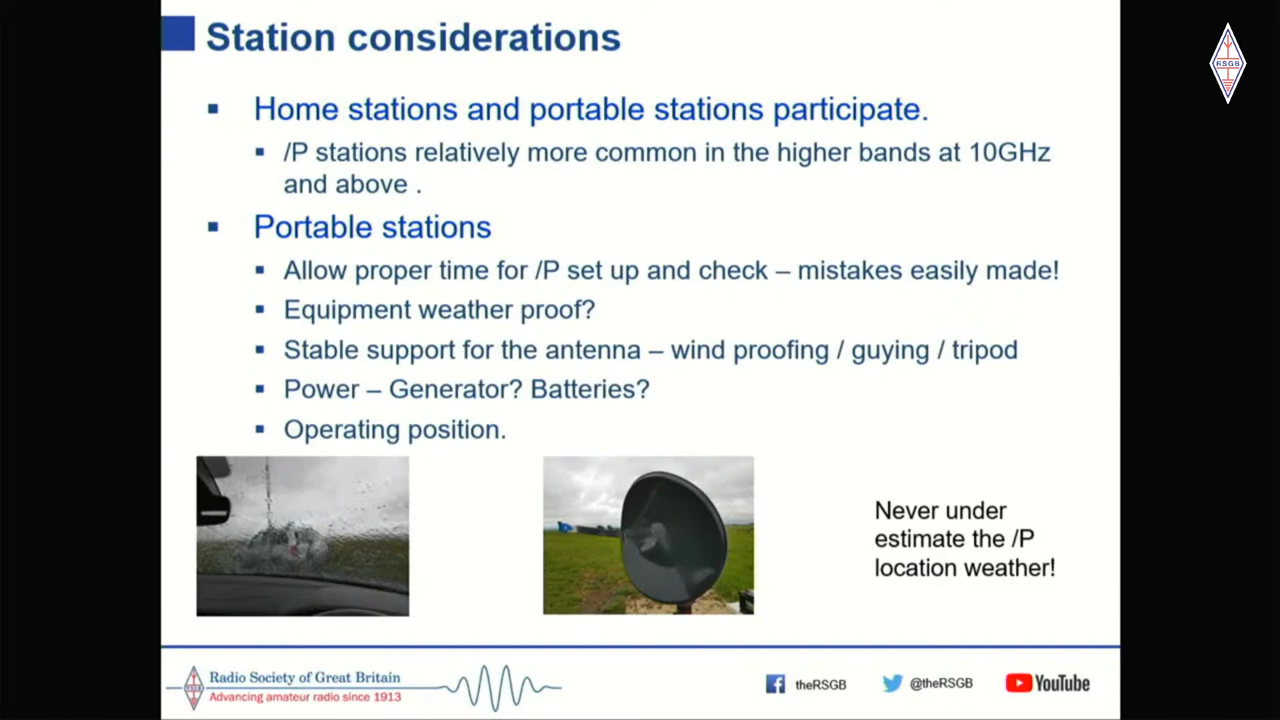 Station considerations
RSGB
Home stations and portable stations participate.
/P stations relatively more common in the higher bands at 10GHz
and above .
Portable stations
Allow proper time for /P set up and check – mistakes easily made!
Equipment weather proof?
Stable support for the antenna – wind proofing / guying / tripod
Power – Generator? Batteries?
Operating position.
Never under
estimate the /P
location weather!
RSGB
Radio Society of Great Britain
Advancing amateur radio since 1913
theRSGB
@theRSGB
YouTube